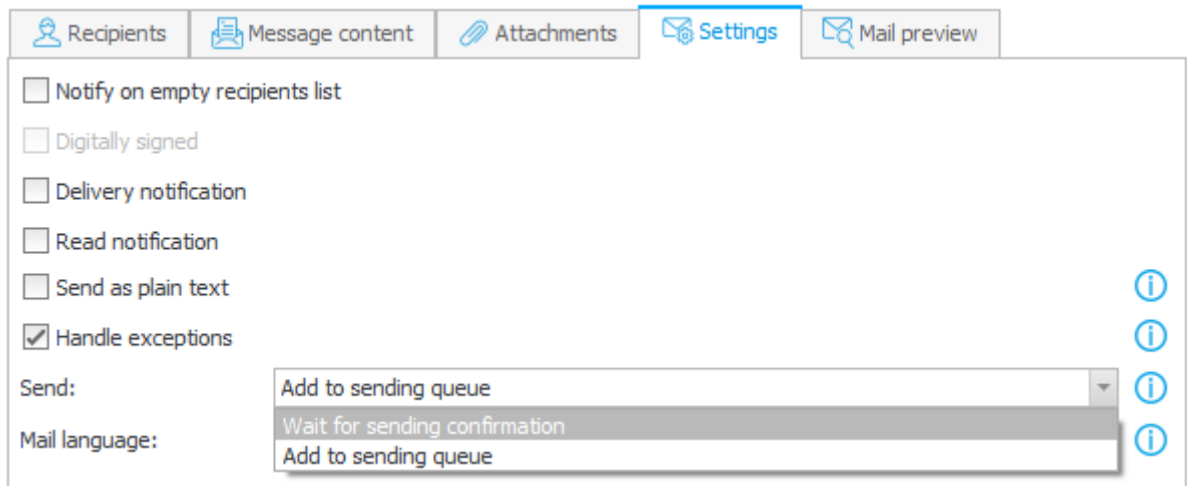 Recipients Message content Attachments Settings Mail preview
Notify on empty recipients list
Digitally signed
Delivery notification
Read notification
Send as plain text
Handle exceptions
Send: Add to sending queue
Wait for sending confirmation
Mail language:
Add to sending queue